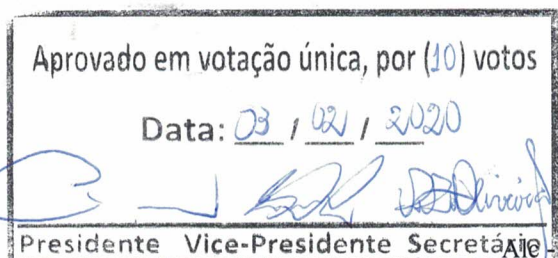 Aprovado em votação única, por (10) votos
Data: 03 / 02 / 2020
Presidente Vice-Presidente Secretário